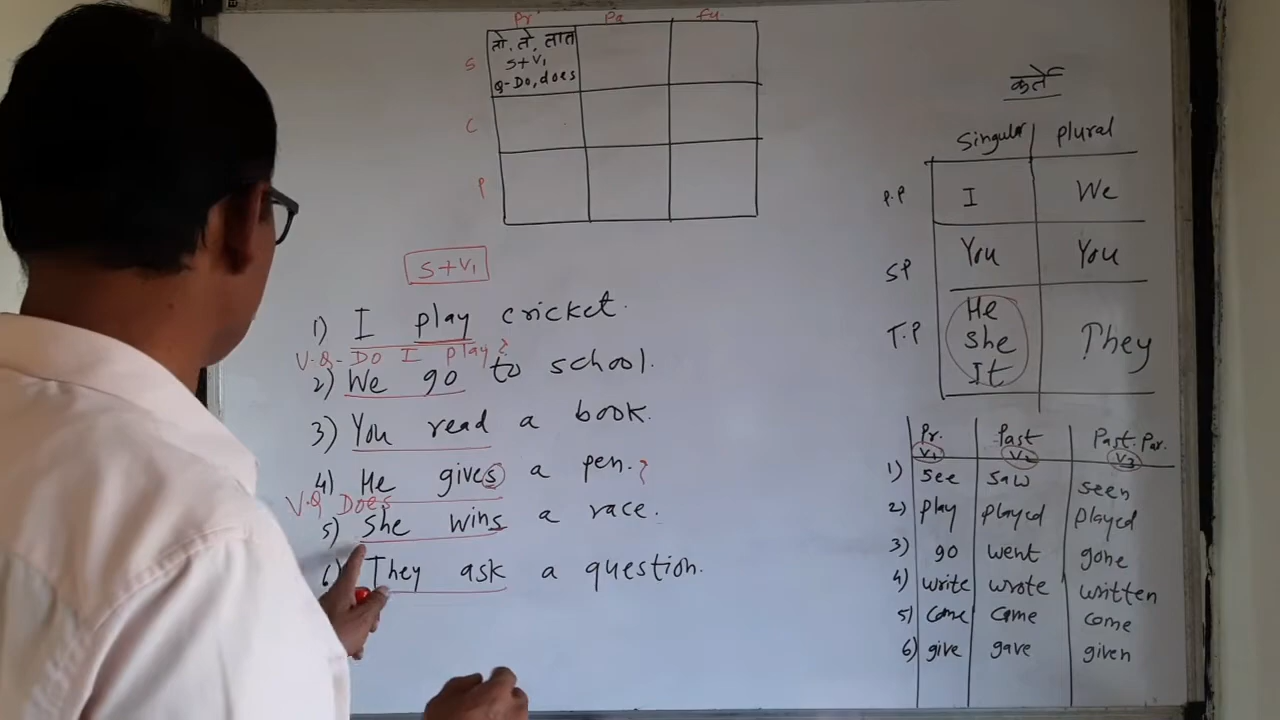 Pr Pa fu
S
तो. ते. तात
S+V₁
Q-Do, does
C
P
S+V₁
1) I play cricket.
V.Q- DO I play?
2) We go to school.
3) You read a book.
4) He gives a pen.?
V.Q Does
5) She wins a race.
6) They ask a question.
कर्ते
Singular plural
P.P I We
S.P You You
T.P He They
She
It
Pr. Past Past. Par.
V₁ V₂ V₃
1) see saw seen
2) play played played
3) go went gone
4) write wrote written
5) come came come
6) give gave given